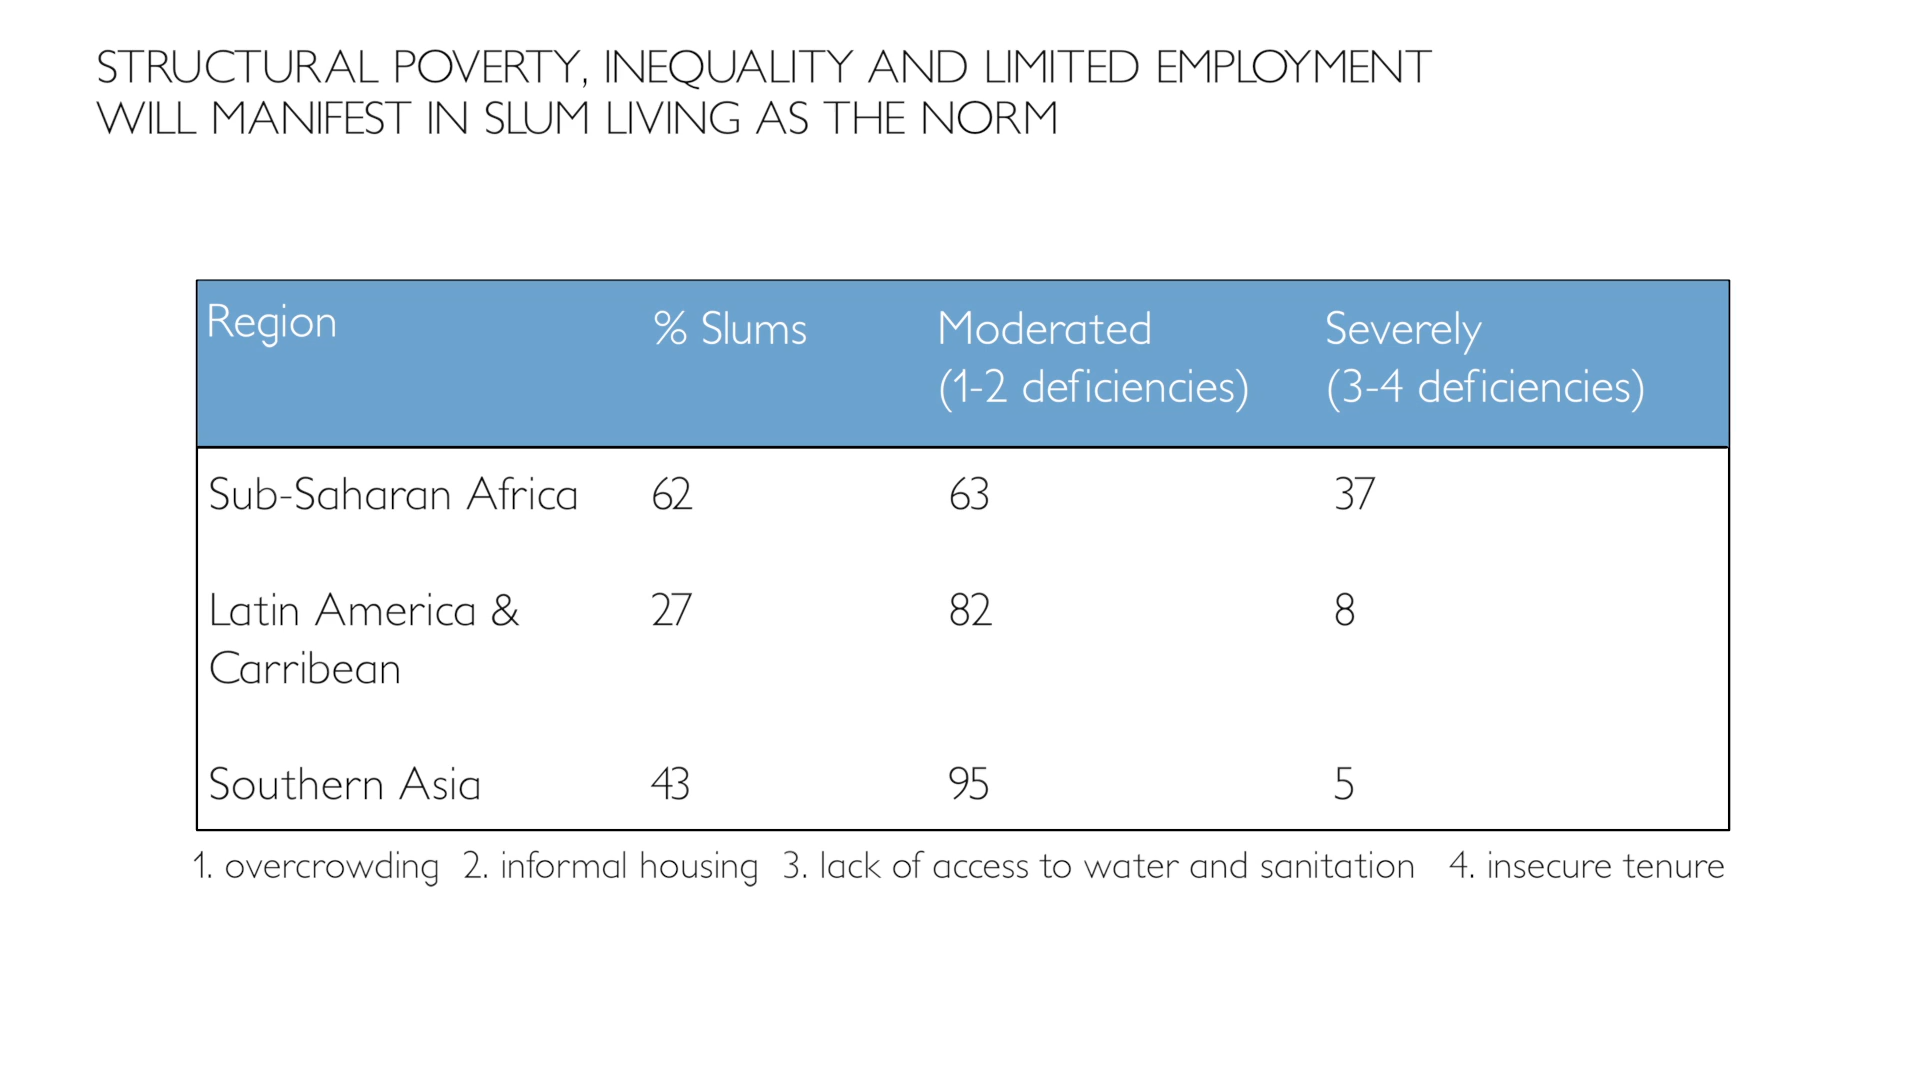 STRUCTURAL POVERTY, INEQUALITY AND LIMITED EMPLOYMENT
WILL MANIFEST IN SLUM LIVING AS THE NORM
Region % Slums Moderated Severely
(1-2 deficiencies) (3-4 deficiencies)
Sub-Saharan Africa 62 63 37
Latin America & 27 82 8
Carribean
Southern Asia 43 95 5
1. overcrowding 2. informal housing 3. lack of access to water and sanitation 4. insecure tenure